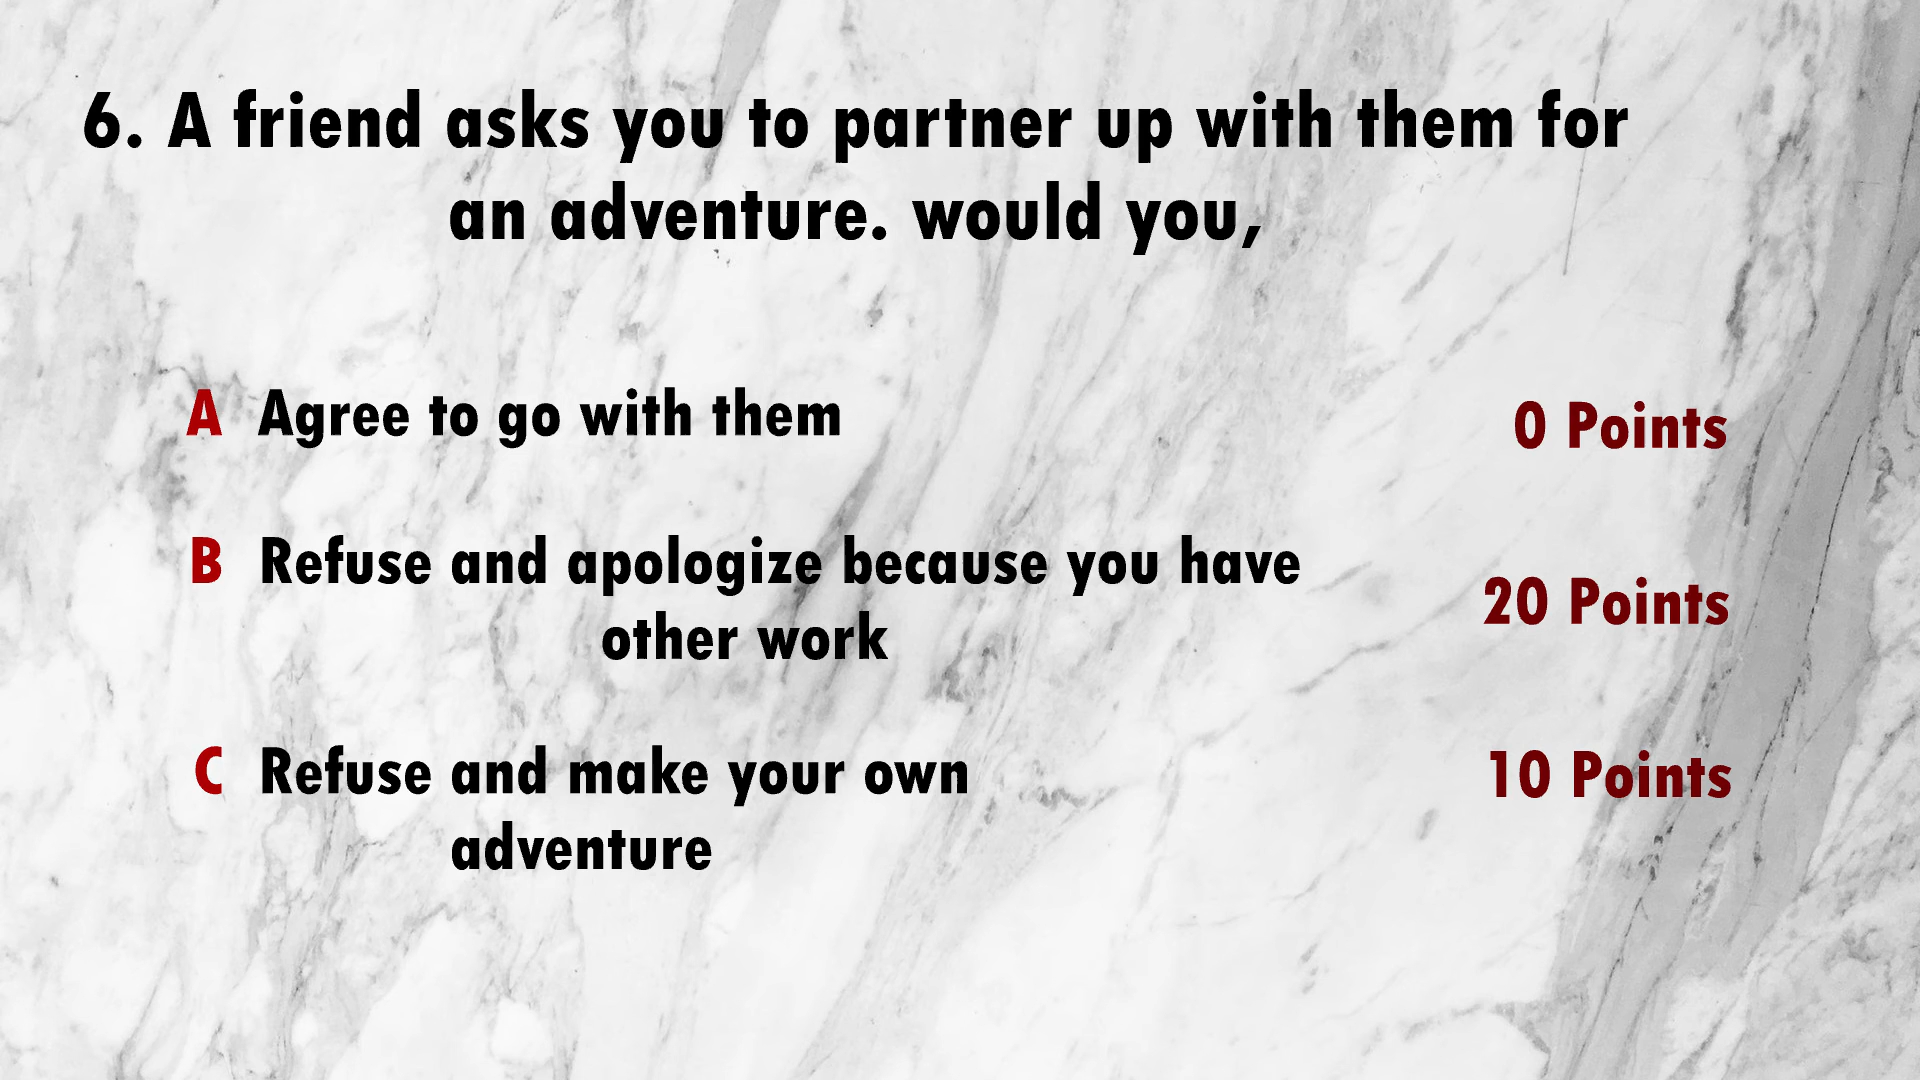 6. A friend asks you to partner up with them for
an adventure. would you,
A Agree to go with them
0 Points
B Refuse and apologize because you have
other work
20 Points
C Refuse and make your own
adventure
10 Points